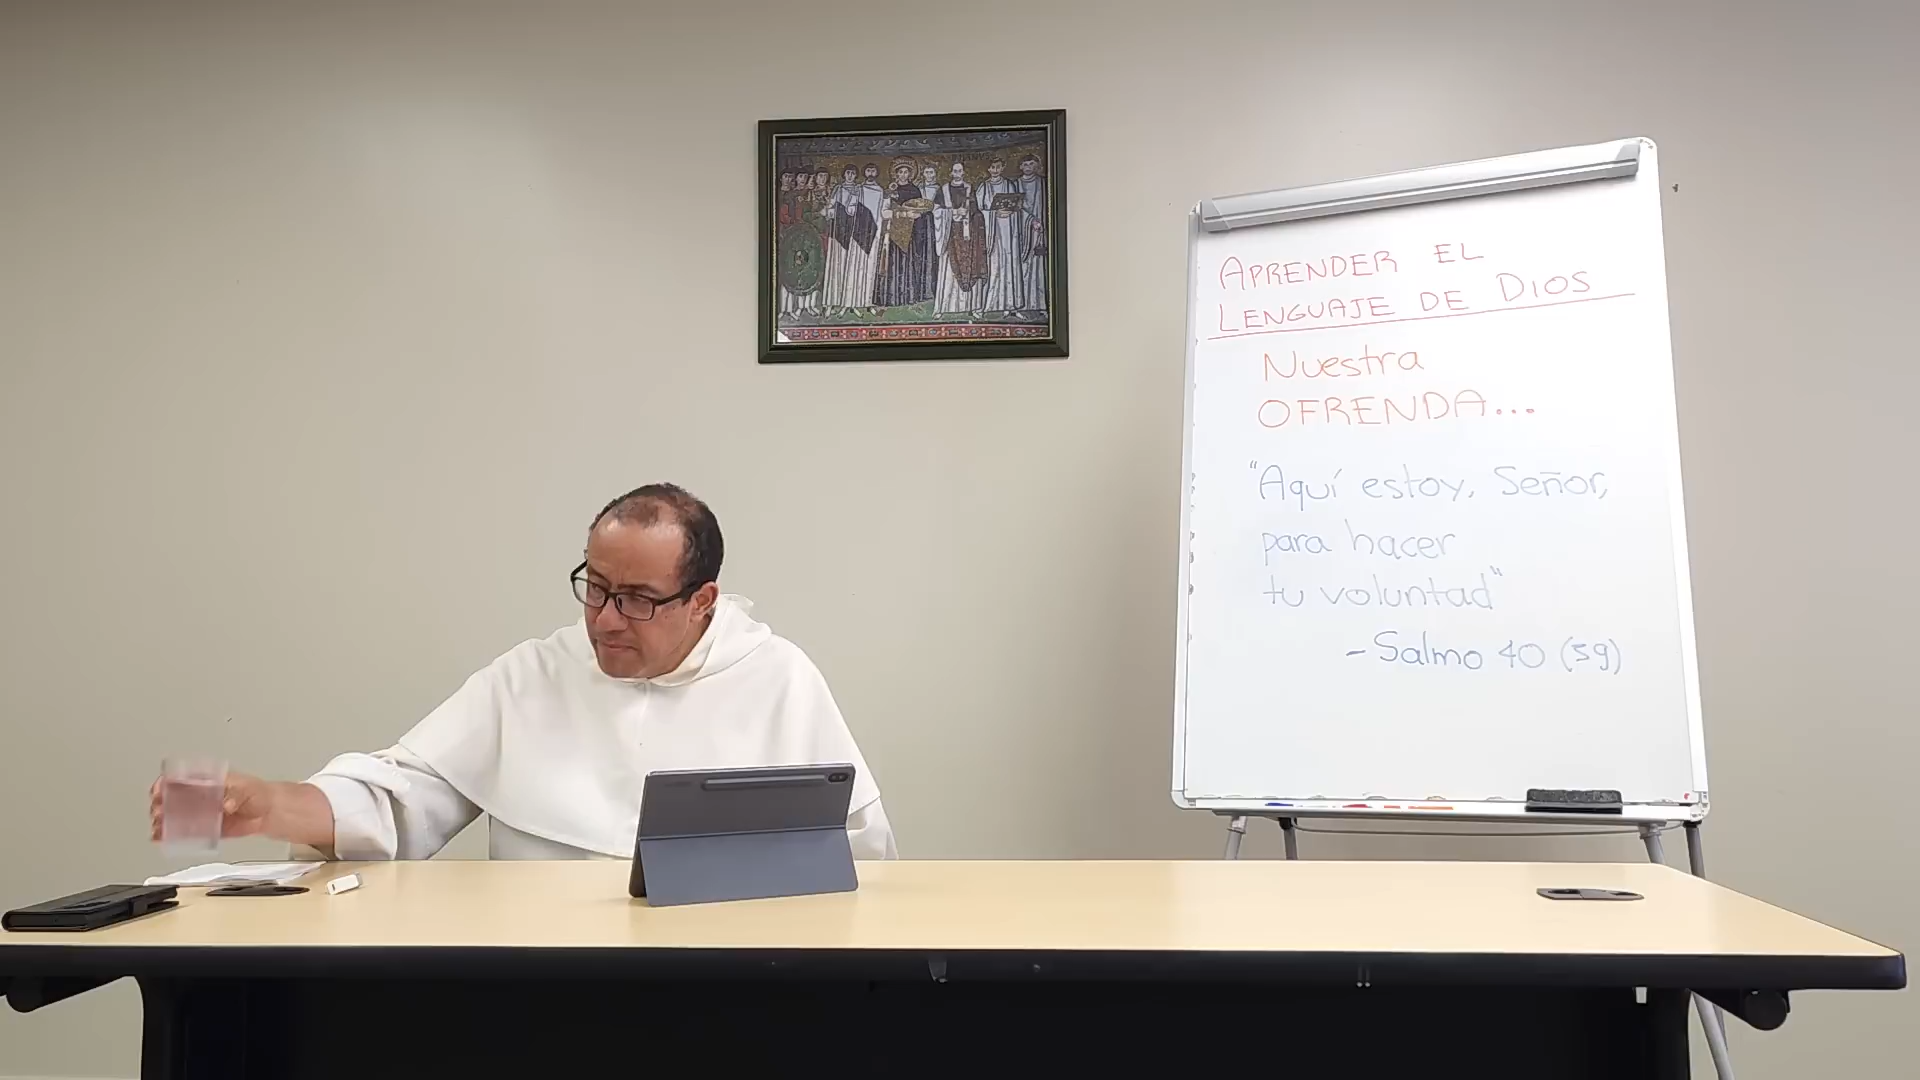 APRENDER EL
LENGUAJE DE DIOS
Nuestra
OFRENDA...
"Aquí estoy, Señor,
para hacer
tu voluntad"
- Salmo 40 (39)